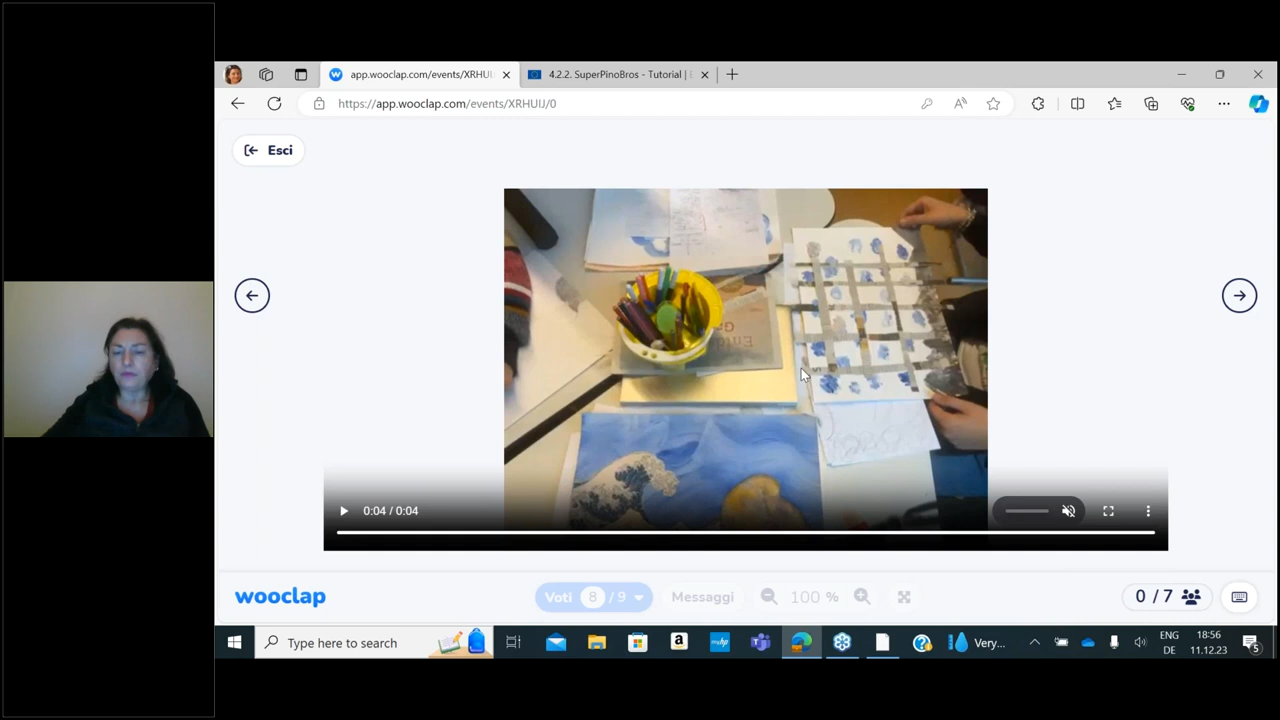 app.wooclap.com/events/XRHUI
4.2.2. SuperPinoBros - Tutorial |
https://app.wooclap.com/events/XRHUIJ/0
Esci
0:04 / 0:04
wooclap
Voti 8 / 9
Messaggi
100 %
0 / 7
Type here to search
a
Very...
ENG
DE
18:56
11.12.23
5